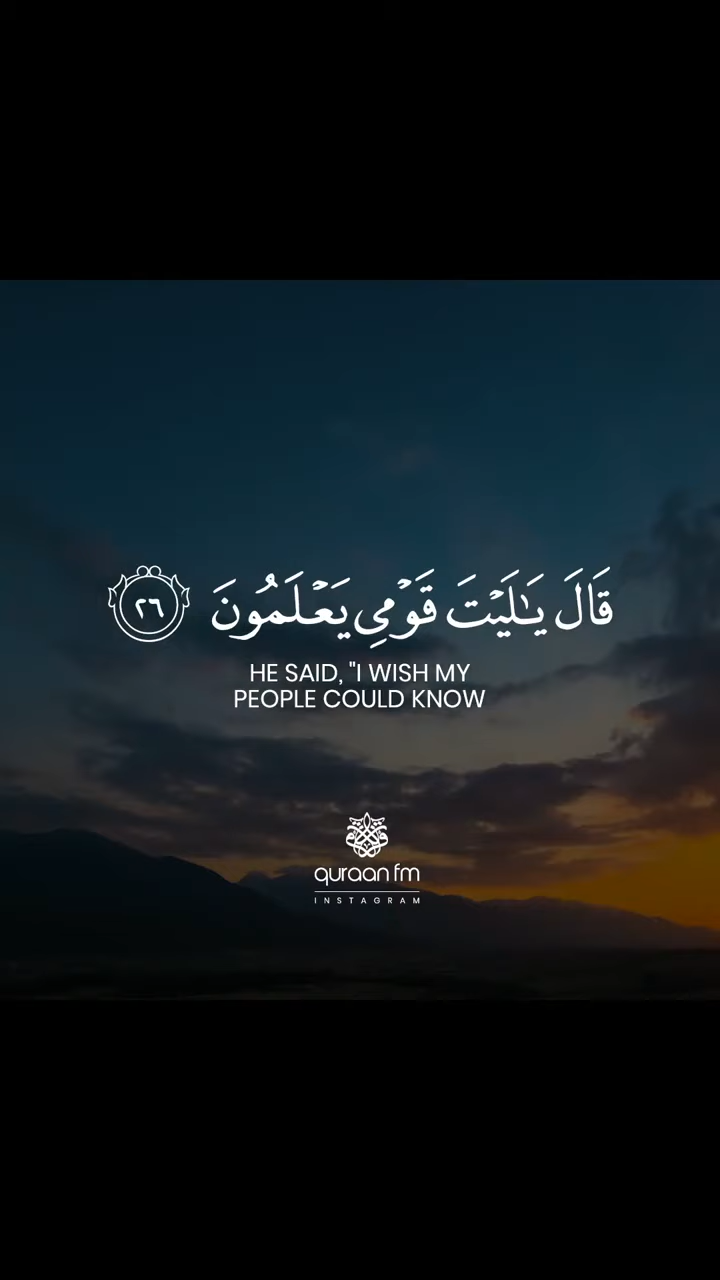 قَالَ يَـٰلَيْتَ قَوْمِي يَعْلَمُونَ ٢٦
HE SAID, "I WISH MY
PEOPLE COULD KNOW
quraan fm
INSTAGRAM